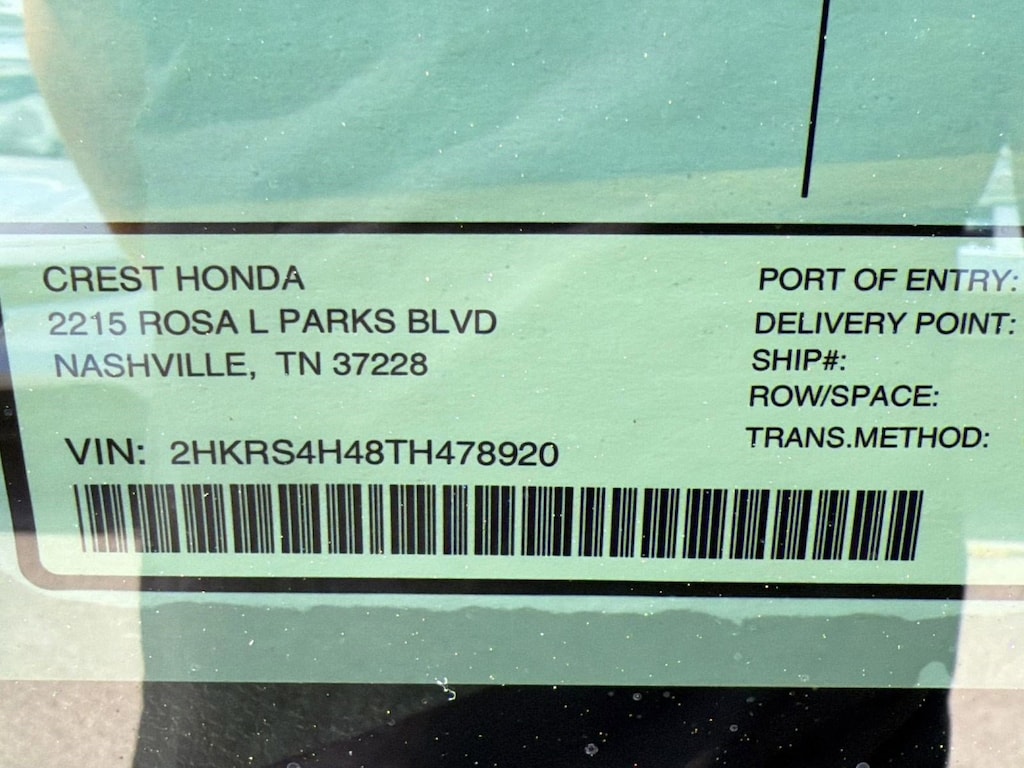 CREST HONDA
2215 ROSA L PARKS BLVD
NASHVILLE, TN 37228
VIN: 2HKRS4H48TH478920
PORT OF ENTRY:
DELIVERY POINT:
SHIP#:
ROW/SPACE:
TRANS.METHOD: